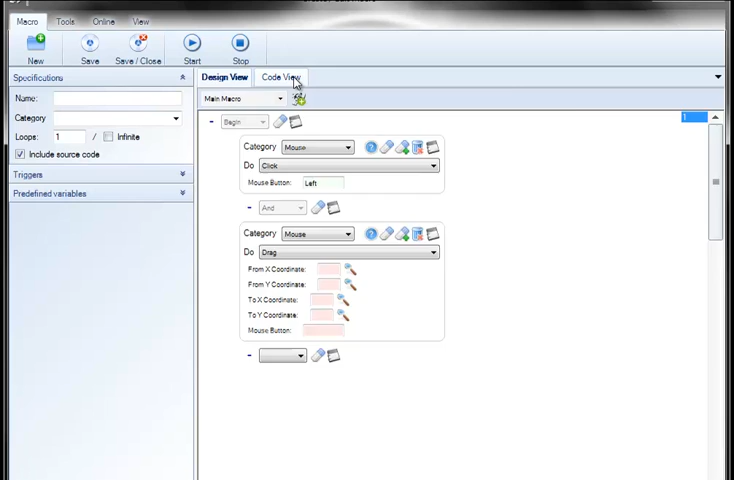 Macro Tools Online View
New Save Save / Close Start Stop
Specifications
Name:
Category
Loops: 1 / Infinite
Include source code
Triggers
Predefined variables
Design View Code View
Main Macro
Begin
1
Category Mouse
Do Click
Mouse Button: Left
And
Category Mouse
Do Drag
From X Coordinate:
From Y Coordinate:
To X Coordinate:
To Y Coordinate:
Mouse Button: